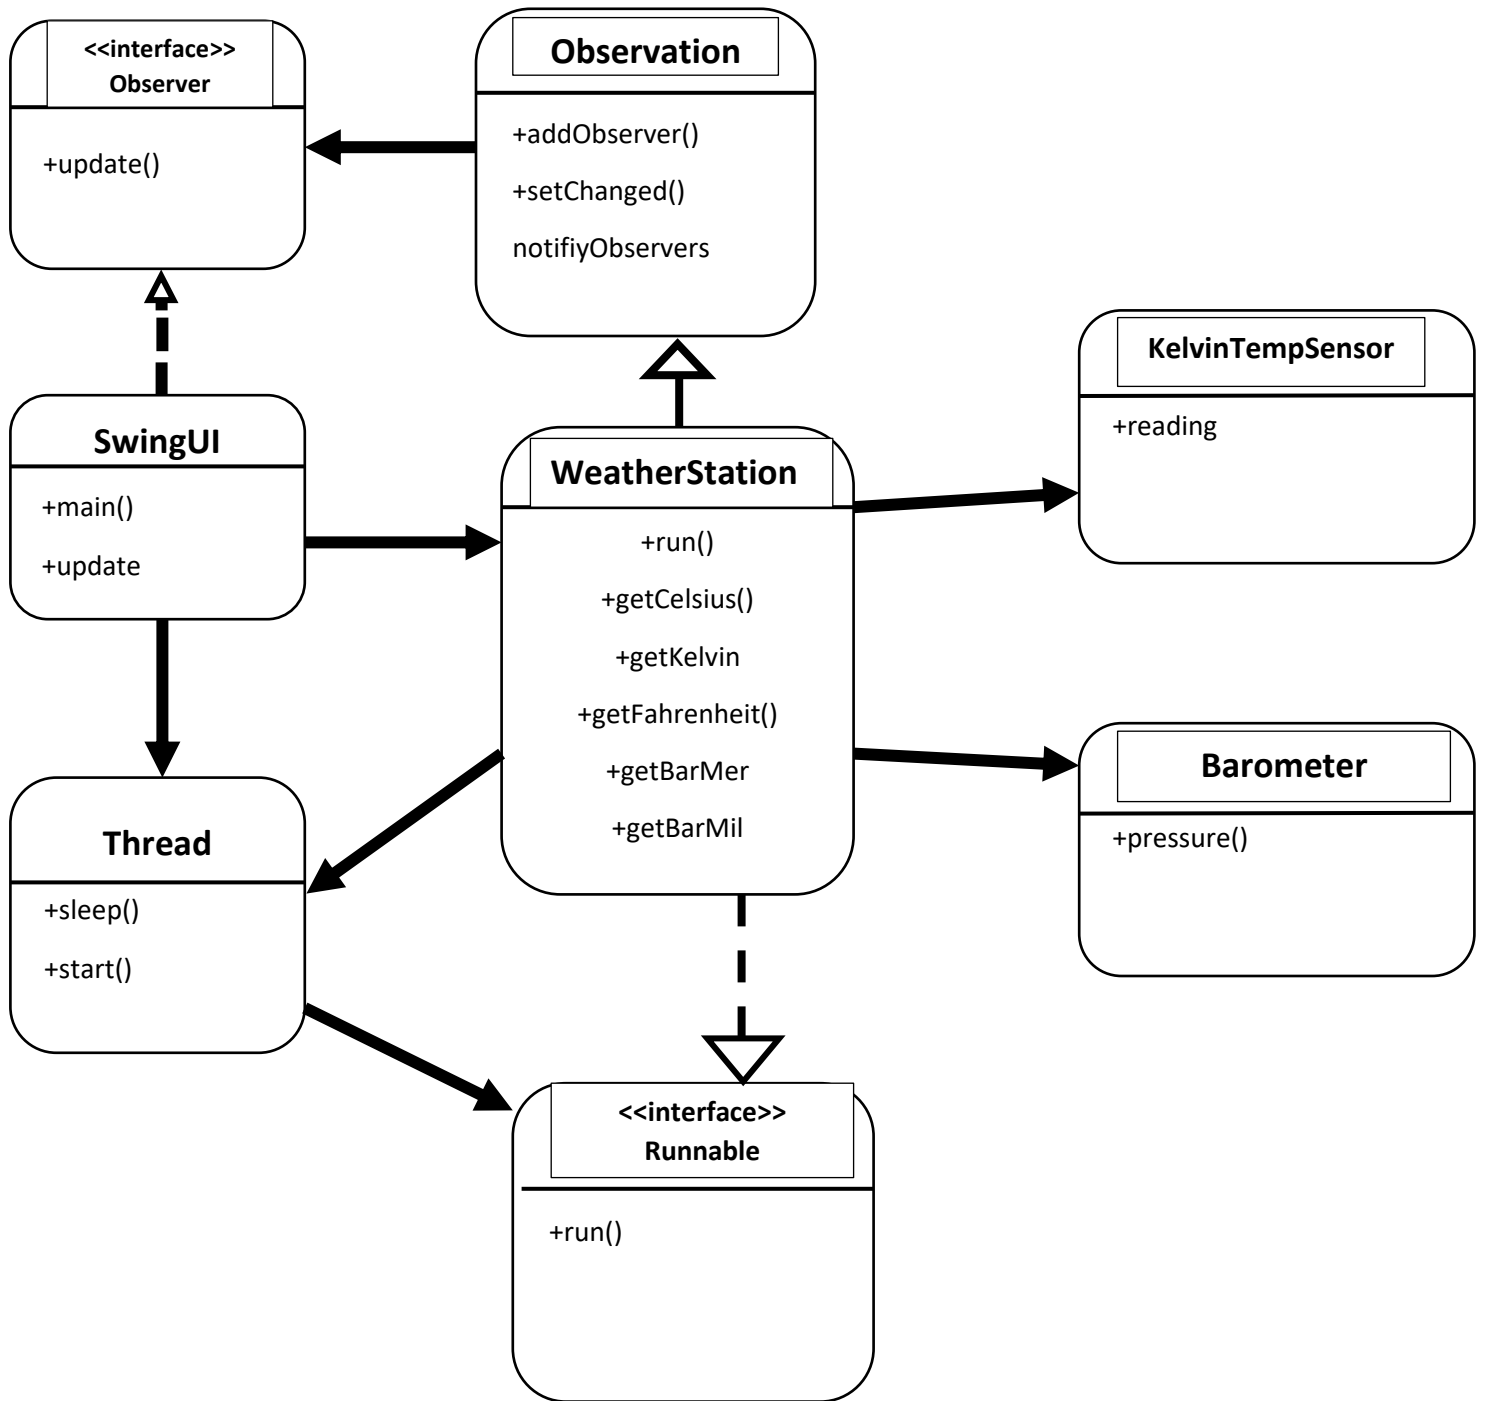 <<interface>>
Observer
+update()
Observation
+addObserver()
+setChanged()
notifiyObservers
KelvinTempSensor
+reading
SwingUI
+main()
+update
WeatherStation
+run()
+getCelsius()
+getKelvin
+getFahrenheit()
+getBarMer
+getBarMil
Barometer
+pressure()
Thread
+sleep()
+start()
<<interface>>
Runnable
+run()